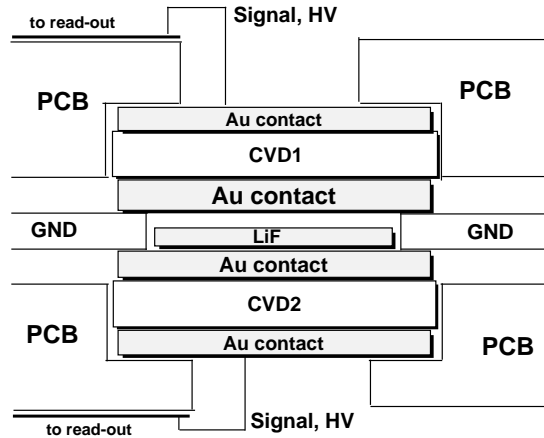 to read-out
Signal, HV
PCB
PCB
Au contact
CVD1
Au contact
GND
LiF
GND
Au contact
CVD2
PCB
PCB
Au contact
to read-out
Signal, HV